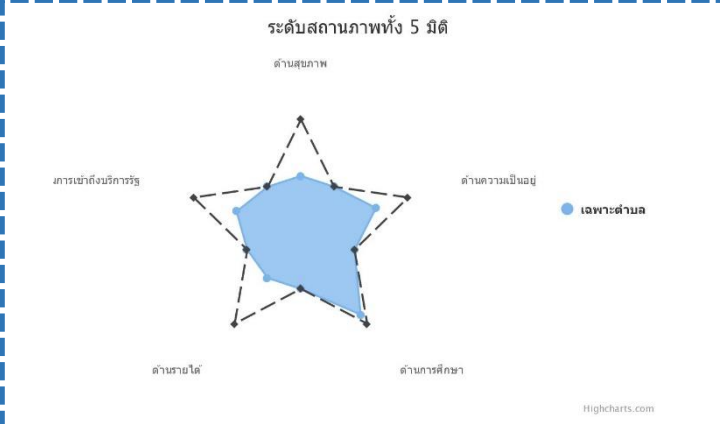 ระดับสถานภาพทั้ง 5 มิติ
ด้านสุขภาพ
การเข้าถึงบริการรัฐ
ด้านความเป็นอยู่
เฉพาะตำบล
ด้านรายได้
ด้านการศึกษา
Highcharts.com